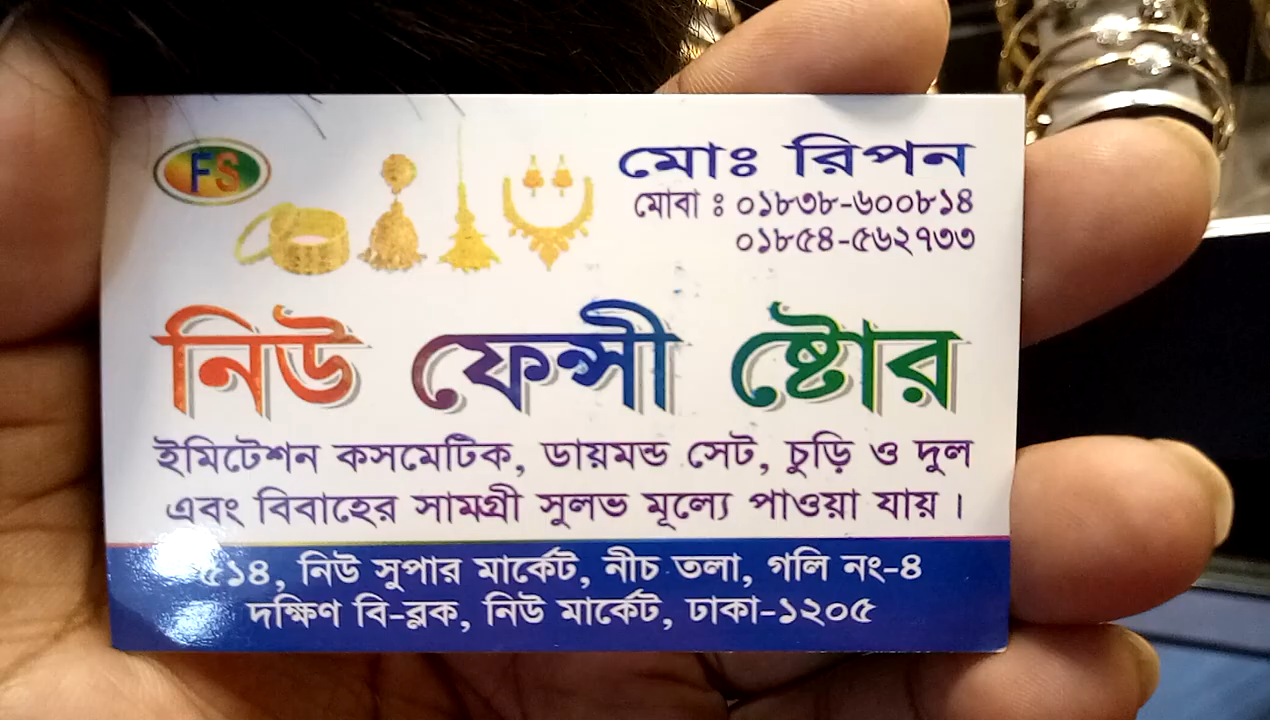 FS
মোঃ রিপন
মোবা ঃ ০১৮৩৮-৬০০৮১৪
০১৮৫৪-৫৬২৭৩৩
নিউ ফেন্সী ষ্টোর
ইমিটেশন কসমেটিক, ডায়মন্ড সেট, চুড়ি ও দুল
এবং বিবাহের সামগ্রী সুলভ মূল্যে পাওয়া যায়।
৫১৪, নিউ সুপার মার্কেট, নীচ তলা, গলি নং-৪
দক্ষিণ বি-ব্লক, নিউ মার্কেট, ঢাকা-১২০৫